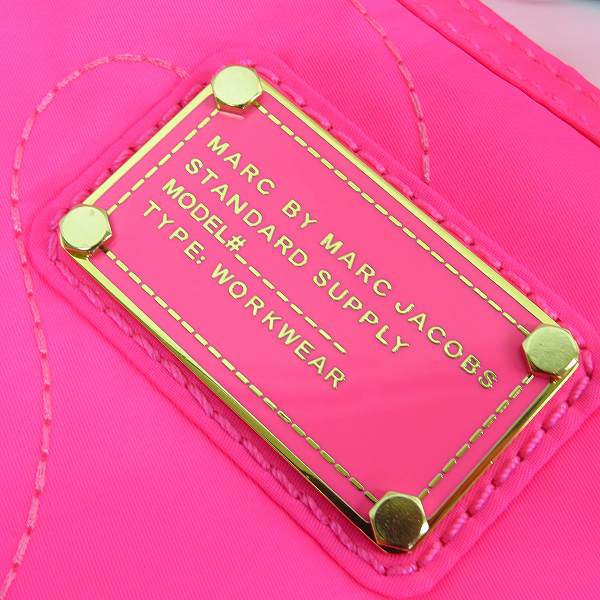 MARC BY MARC JACOBS
STANDARD SUPPLY
MODEL#
TYPE: WORKWEAR